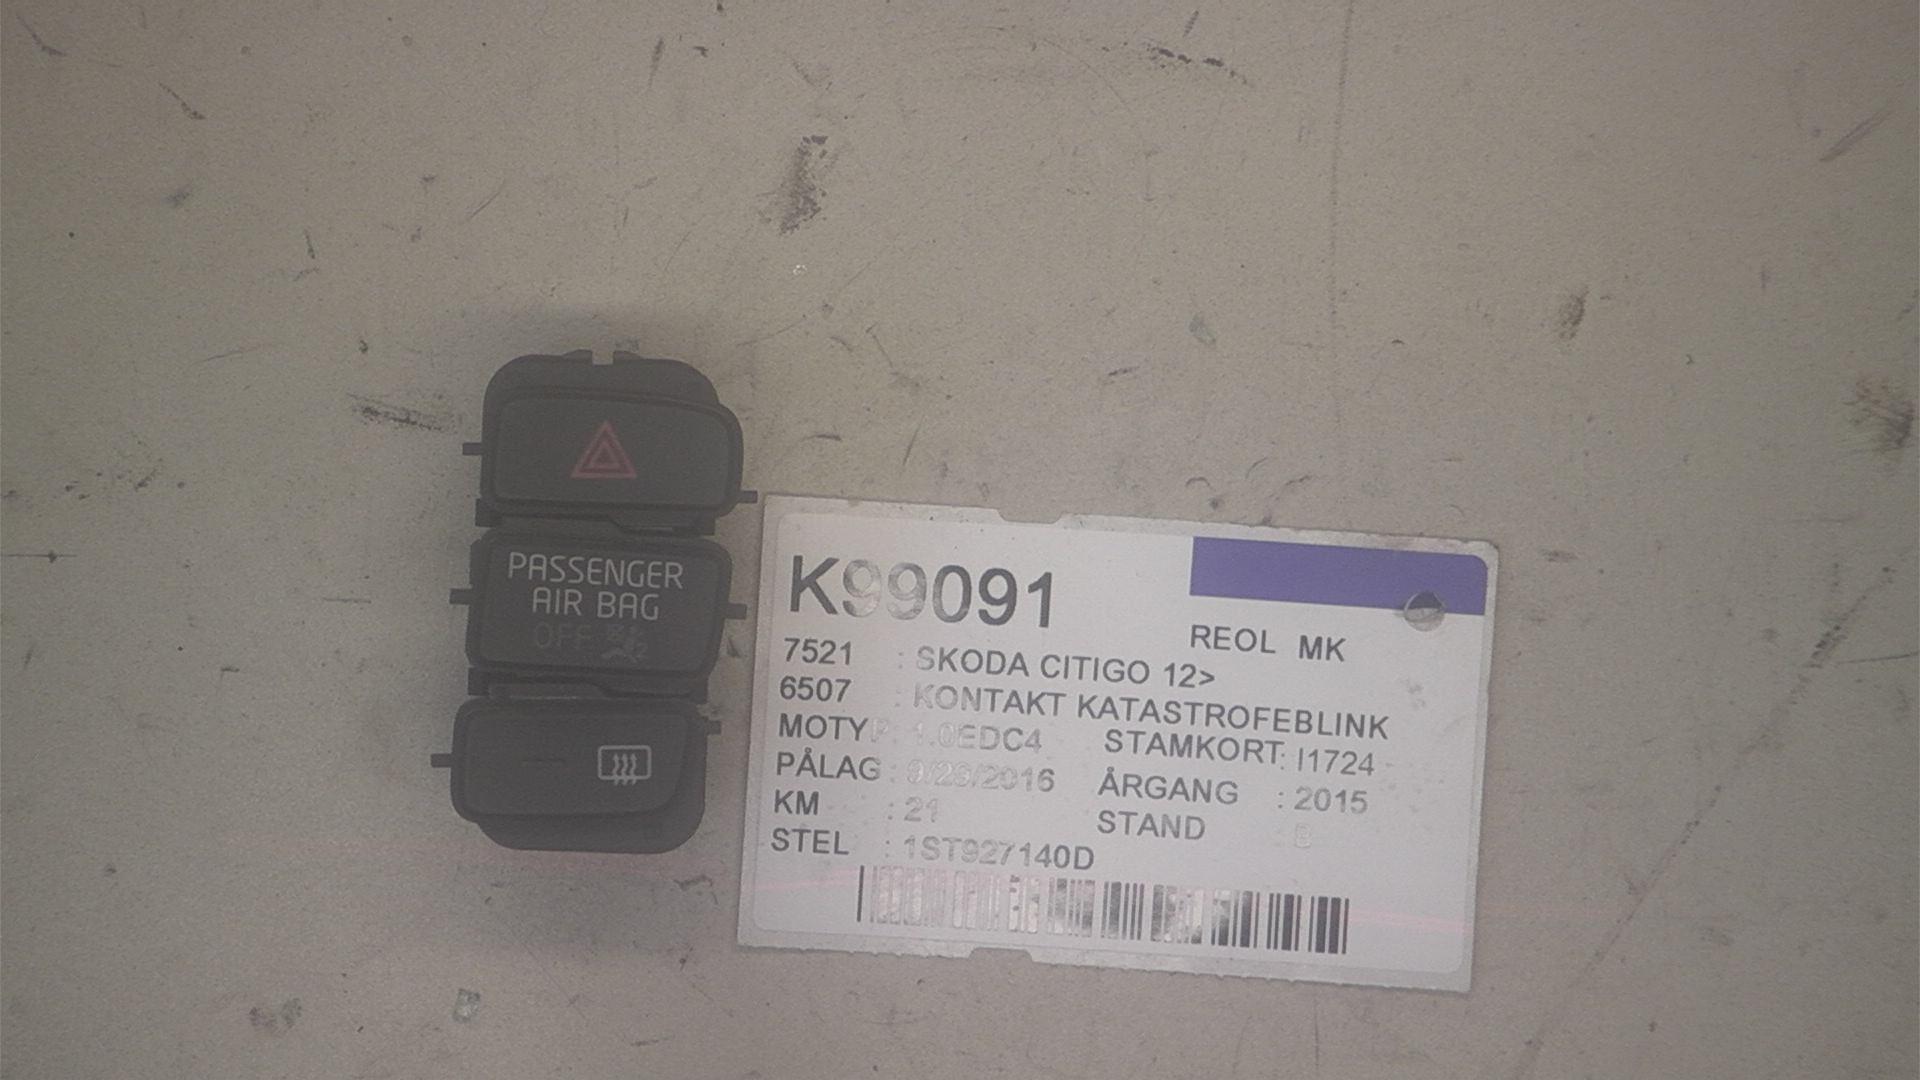 PASSENGER
AIR BAG
OFF
K99091
REOL MK
7521 : SKODA CITIGO 12>
6507 : KONTAKT KATASTROFEBLINK
MOTYP : 1.0EDC4 STAMKORT: I1724
PÅLAG : 9/29/2016 ÅRGANG : 2015
KM : 21 STAND : B
STEL : 1ST927140D